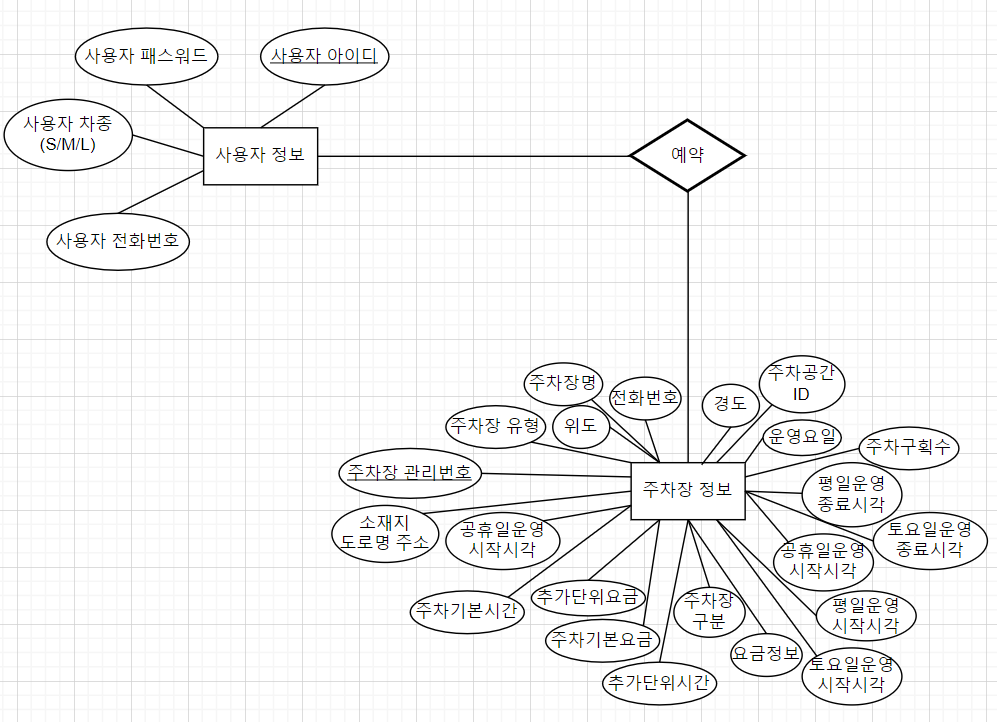 사용자 패스워드
사용자 아이디
사용자 차종
(S/M/L)
사용자 정보
예약
사용자 전화번호
주차장명
전화번호
경도
주차공간
ID
주차장 유형
위도
운영요일
주차구획수
주차장 관리번호
주차장 정보
평일운영
종료시각
소재지
도로명 주소
공휴일운영
시작시각
토요일운영
종료시각
공휴일운영
시작시각
주차기본시간
추가단위요금
주차장
구분
평일운영
시작시각
주차기본요금
요금정보
토요일운영
시작시각
추가단위시간